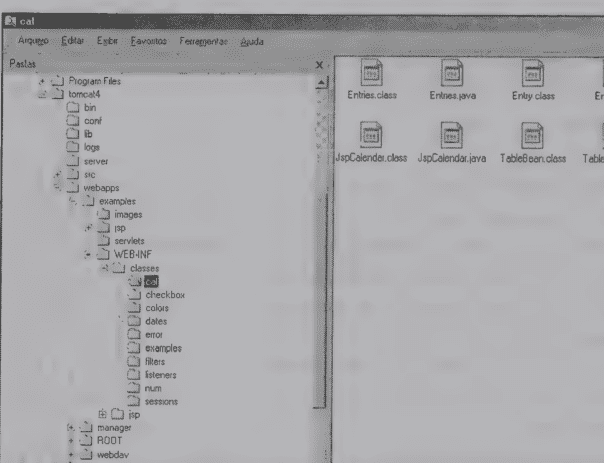 cal
Arquivo Editar Exibir Favoritos Ferramentas Ajuda
Pastas x
Program Files
tomcat4
bin
conf
lib
logs
server
src
webapps
examples
images
jsp
servlets
WEB-INF
classes
cal
checkbox
colors
dates
error
examples
filters
listeners
num
sessions
jsp
manager
ROOT
webdav
Entries.class Entries.java Entry.class En
JspCalendar.class JspCalendar.java TableBean.class Table